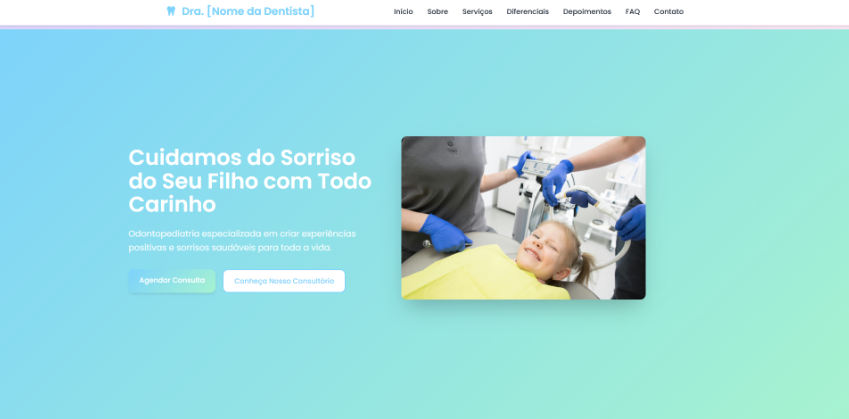 Dra. [Nome da Dentista]
Início Sobre Serviços Diferenciais Depoimentos FAQ Contato
Cuidamos do Sorriso
do Seu Filho com Todo
Carinho
Odontopediatria especializada em criar experiências
positivas e sorrisos saudáveis para toda a vida.
Agendar Consulta
Conheça Nosso Consultório